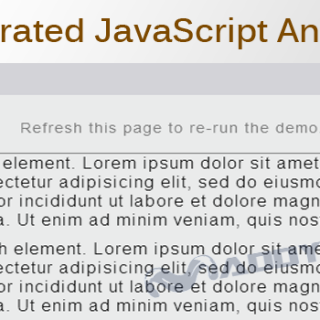 rated JavaScript An
Refresh this page to re-run the demo
element. Lorem ipsum dolor sit amet
ectetur adipisicing elit, sed do eiusmo
or incididunt ut labore et dolore magn
a. Ut enim ad minim veniam, quis nos
h element. Lorem ipsum dolor sit ame
ectetur adipisicing elit, sed do eiusmo
or incididunt ut labore et dolore magn
a. Ut enim ad minim veniam, quis nos